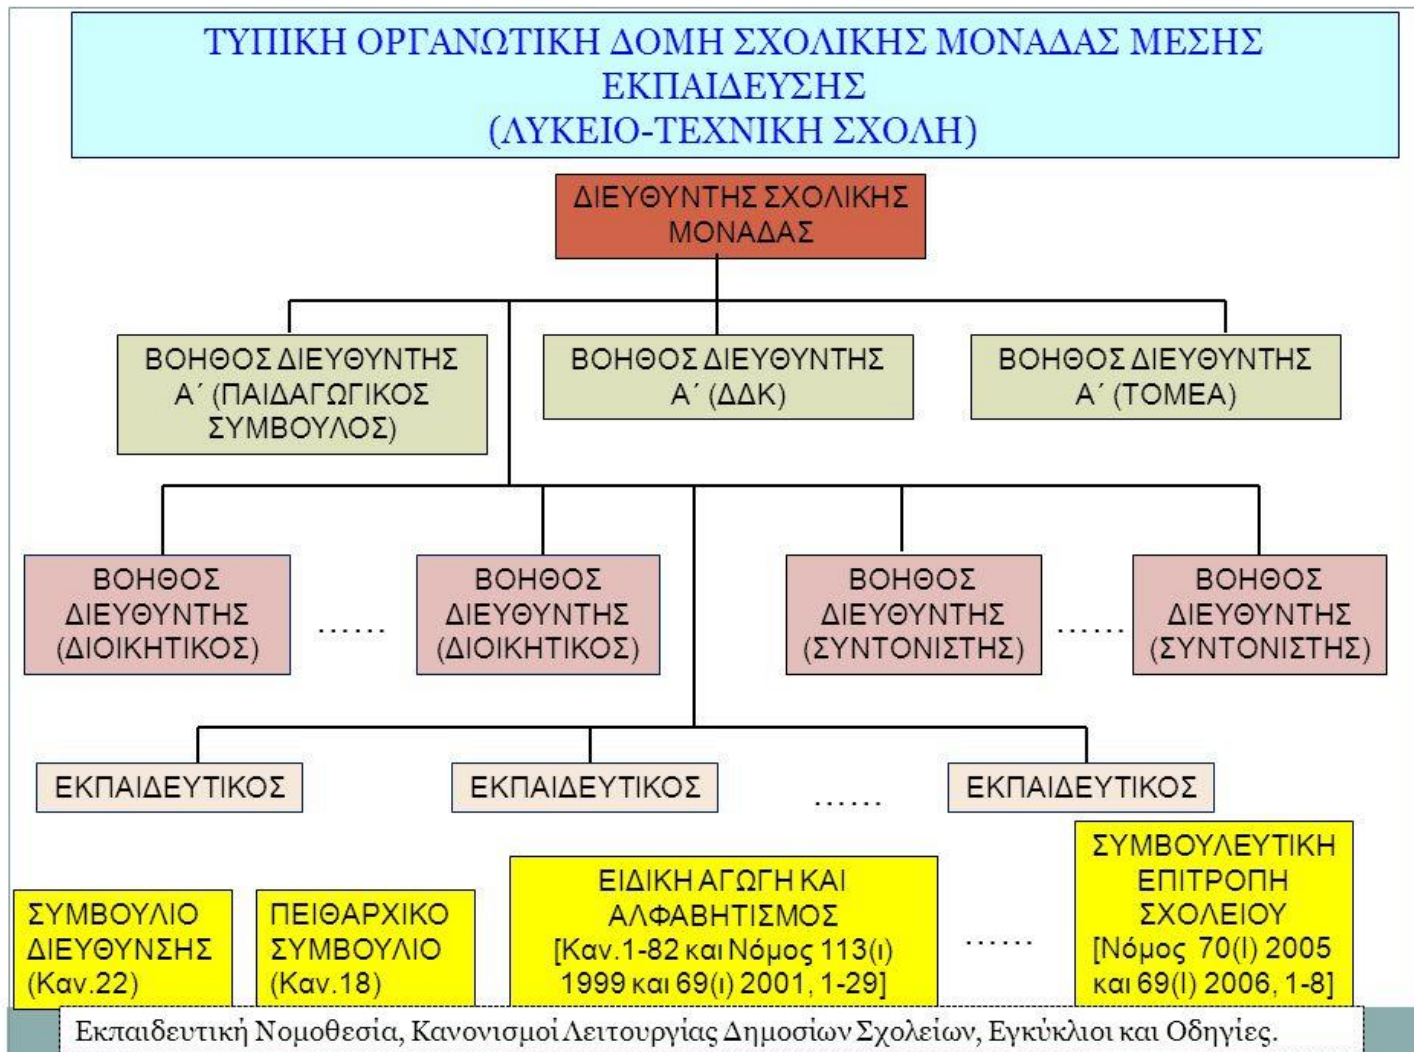 ΤΥΠΙΚΗ ΟΡΓΑΝΩΤΙΚΗ ΔΟΜΗ ΣΧΟΛΙΚΗΣ ΜΟΝΑΔΑΣ ΜΕΣΗΣ
ΕΚΠΑΙΔΕΥΣΗΣ
(ΛΥΚΕΙΟ-ΤΕΧΝΙΚΗ ΣΧΟΛΗ)
ΔΙΕΥΘΥΝΤΗΣ ΣΧΟΛΙΚΗΣ
ΜΟΝΑΔΑΣ
ΒΟΗΘΟΣ ΔΙΕΥΘΥΝΤΗΣ
Α΄ (ΠΑΙΔΑΓΩΓΙΚΟΣ
ΣΥΜΒΟΥΛΟΣ)
ΒΟΗΘΟΣ ΔΙΕΥΘΥΝΤΗΣ
Α΄ (ΔΔΚ)
ΒΟΗΘΟΣ ΔΙΕΥΘΥΝΤΗΣ
Α΄ (ΤΟΜΕΑ)
ΒΟΗΘΟΣ
ΔΙΕΥΘΥΝΤΗΣ
(ΔΙΟΙΚΗΤΙΚΟΣ)
......
ΒΟΗΘΟΣ
ΔΙΕΥΘΥΝΤΗΣ
(ΔΙΟΙΚΗΤΙΚΟΣ)
ΒΟΗΘΟΣ
ΔΙΕΥΘΥΝΤΗΣ
(ΣΥΝΤΟΝΙΣΤΗΣ)
......
ΒΟΗΘΟΣ
ΔΙΕΥΘΥΝΤΗΣ
(ΣΥΝΤΟΝΙΣΤΗΣ)
ΕΚΠΑΙΔΕΥΤΙΚΟΣ
ΕΚΠΑΙΔΕΥΤΙΚΟΣ
......
ΕΚΠΑΙΔΕΥΤΙΚΟΣ
ΣΥΜΒΟΥΛΙΟ
ΔΙΕΥΘΥΝΣΗΣ
(Καν.22)
ΠΕΙΘΑΡΧΙΚΟ
ΣΥΜΒΟΥΛΙΟ
(Καν.18)
ΕΙΔΙΚΗ ΑΓΩΓΗ ΚΑΙ
ΑΛΦΑΒΗΤΙΣΜΟΣ
[Καν.1-82 και Νόμος 113(ι)
1999 και 69(ι) 2001, 1-29]
......
ΣΥΜΒΟΥΛΕΥΤΙΚΗ
ΕΠΙΤΡΟΠΗ
ΣΧΟΛΕΙΟΥ
[Νόμος 70(Ι) 2005
και 69(Ι) 2006, 1-8]
Εκπαιδευτική Νομοθεσία, Κανονισμοί Λειτουργίας Δημοσίων Σχολείων, Εγκύκλιοι και Οδηγίες.